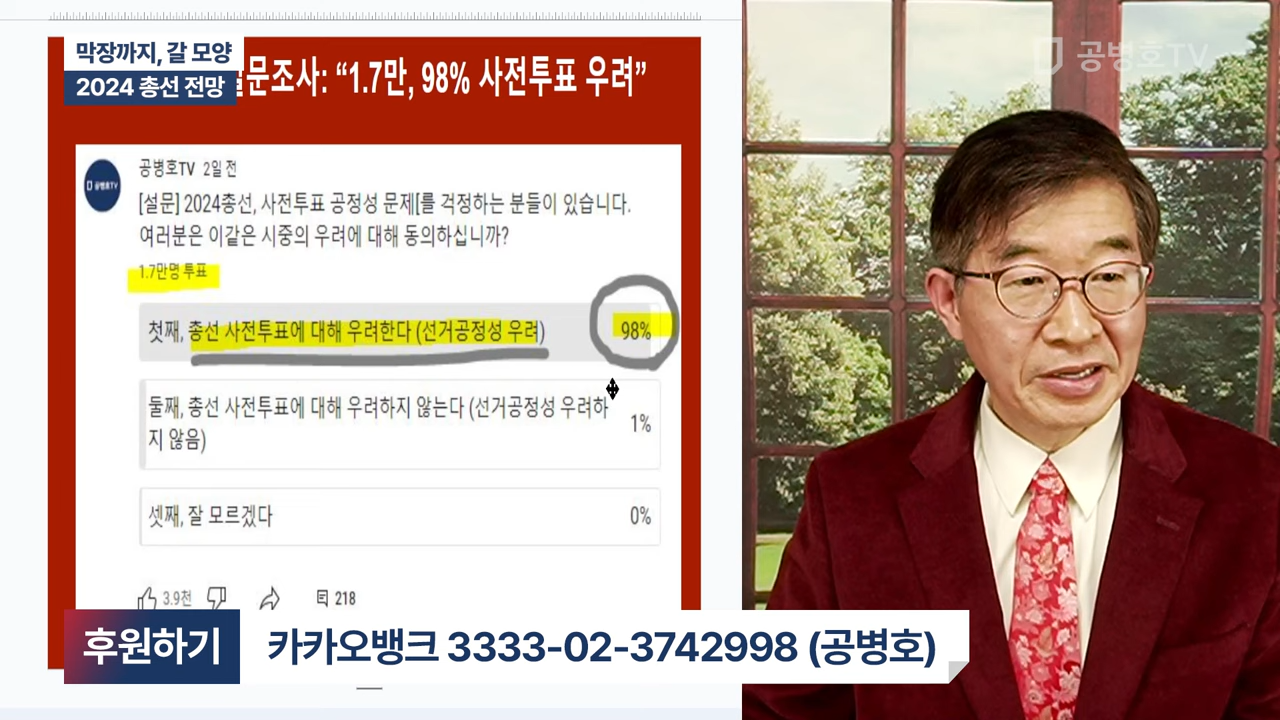 막장까지, 갈 모양
2024 총선 전망
설문조사: “1.7만, 98% 사전투표 우려”
공병호TV
공병호TV 2일 전
공병호TV
[설문] 2024총선, 사전투표 공정성 문제[를 걱정하는 분들이 있습니다.
여러분은 이같은 시중의 우려에 대해 동의하십니까?
1.7만명 투표
첫째, 총선 사전투표에 대해 우려한다 (선거공정성 우려) 98%
둘째, 총선 사전투표에 대해 우려하지 않는다 (선거공정성 우려하
지 않음) 1%
셋째, 잘 모르겠다 0%
3.9천 218
후원하기 카카오뱅크 3333-02-3742998 (공병호)